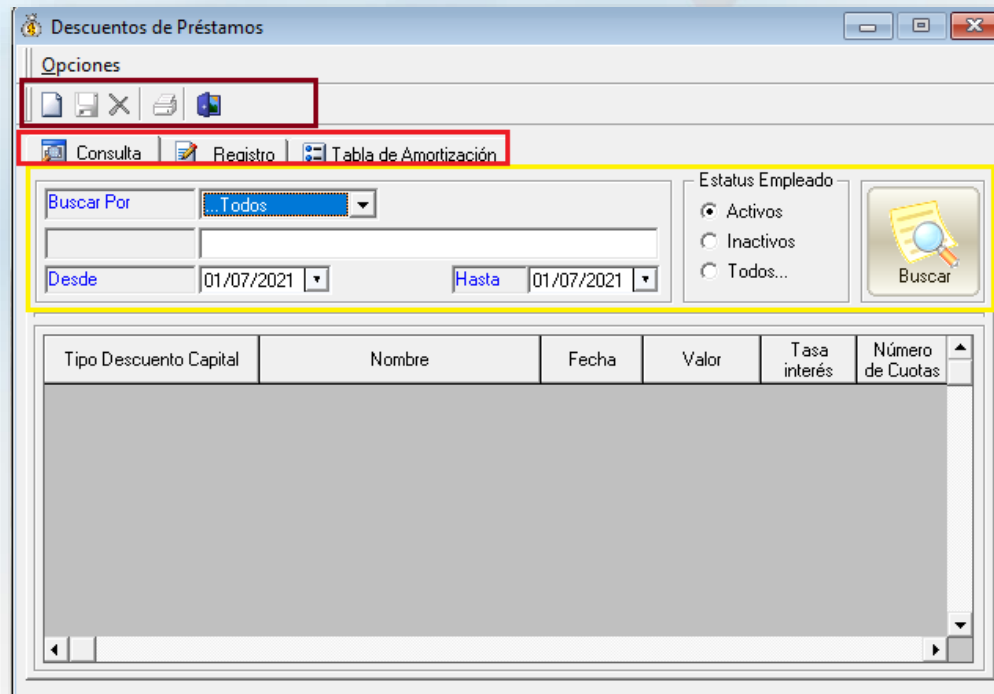 Descuentos de Préstamos
Opciones
Consulta Registro Tabla de Amortización
Buscar Por ...Todos
Estatus Empleado
Activos
Inactivos
Todos...
Desde 01/07/2021 Hasta 01/07/2021
Buscar
Tipo Descuento Capital Nombre Fecha Valor Tasa interés Número de Cuotas